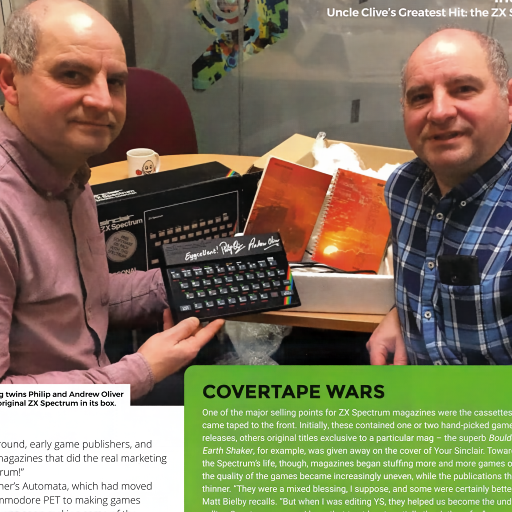 Uncle Clive's Greatest Hit: the ZX S
sinclair
ZX Spectrum
sinclair
ZX Spectrum
Eggcellent! Philip Oliver Andrew Oliver
g twins Philip and Andrew Oliver
original ZX Spectrum in its box.
round, early game publishers, and
magazines that did the real marketing
rum!"
ner's Automata, which had moved
mmodore PET to making games
COVERTAPE WARS
One of the major selling points for ZX Spectrum magazines were the cassettes
came taped to the front. Initially, these contained one or two hand-picked game
releases, others original titles exclusive to a particular mag – the superb Bould
Earth Shaker, for example, was given away on the cover of Your Sinclair. Towar
the Spectrum's life, though, magazines began stuffing more and more games o
the quality of the games became increasingly uneven, while the publications th
thinner. "They were a mixed blessing, I suppose, and some were certainly bette
Matt Bielby recalls. "But when I was editing YS, they helped us become the und